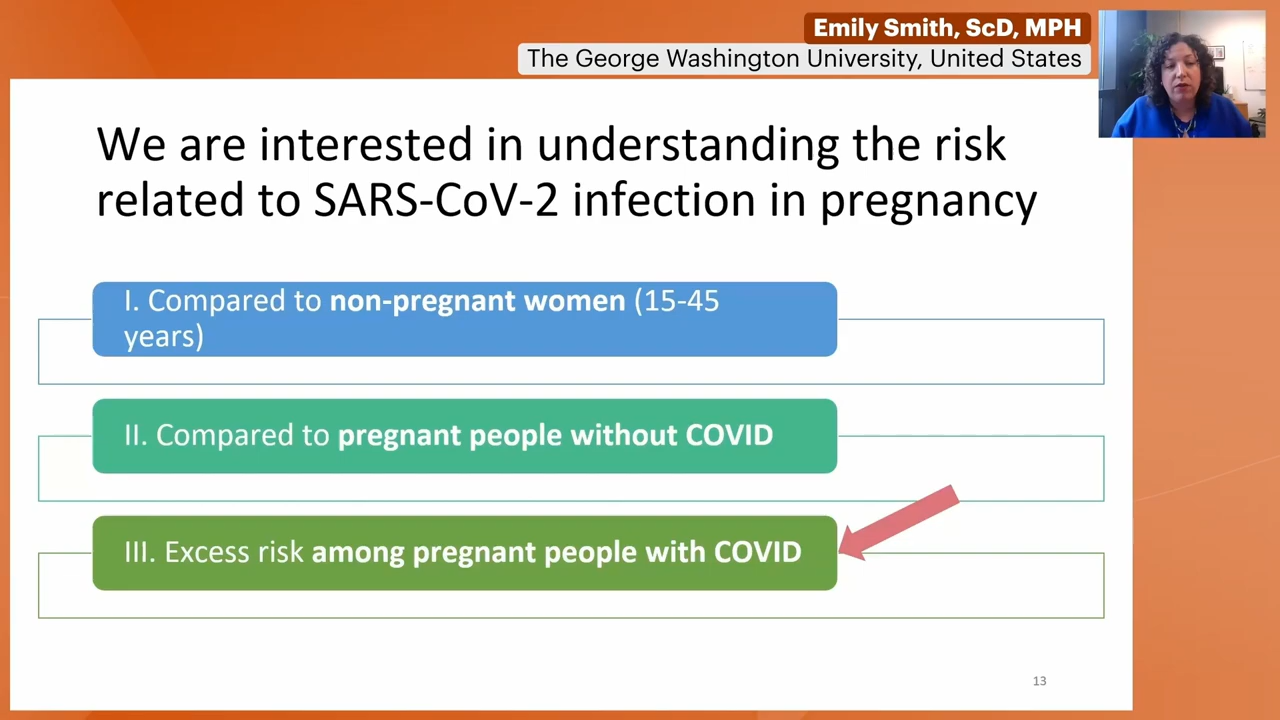 Emily Smith, ScD, MPH
The George Washington University, United States
We are interested in understanding the risk
related to SARS-CoV-2 infection in pregnancy
I. Compared to non-pregnant women (15-45
years)
II. Compared to pregnant people without COVID
III. Excess risk among pregnant people with COVID
13